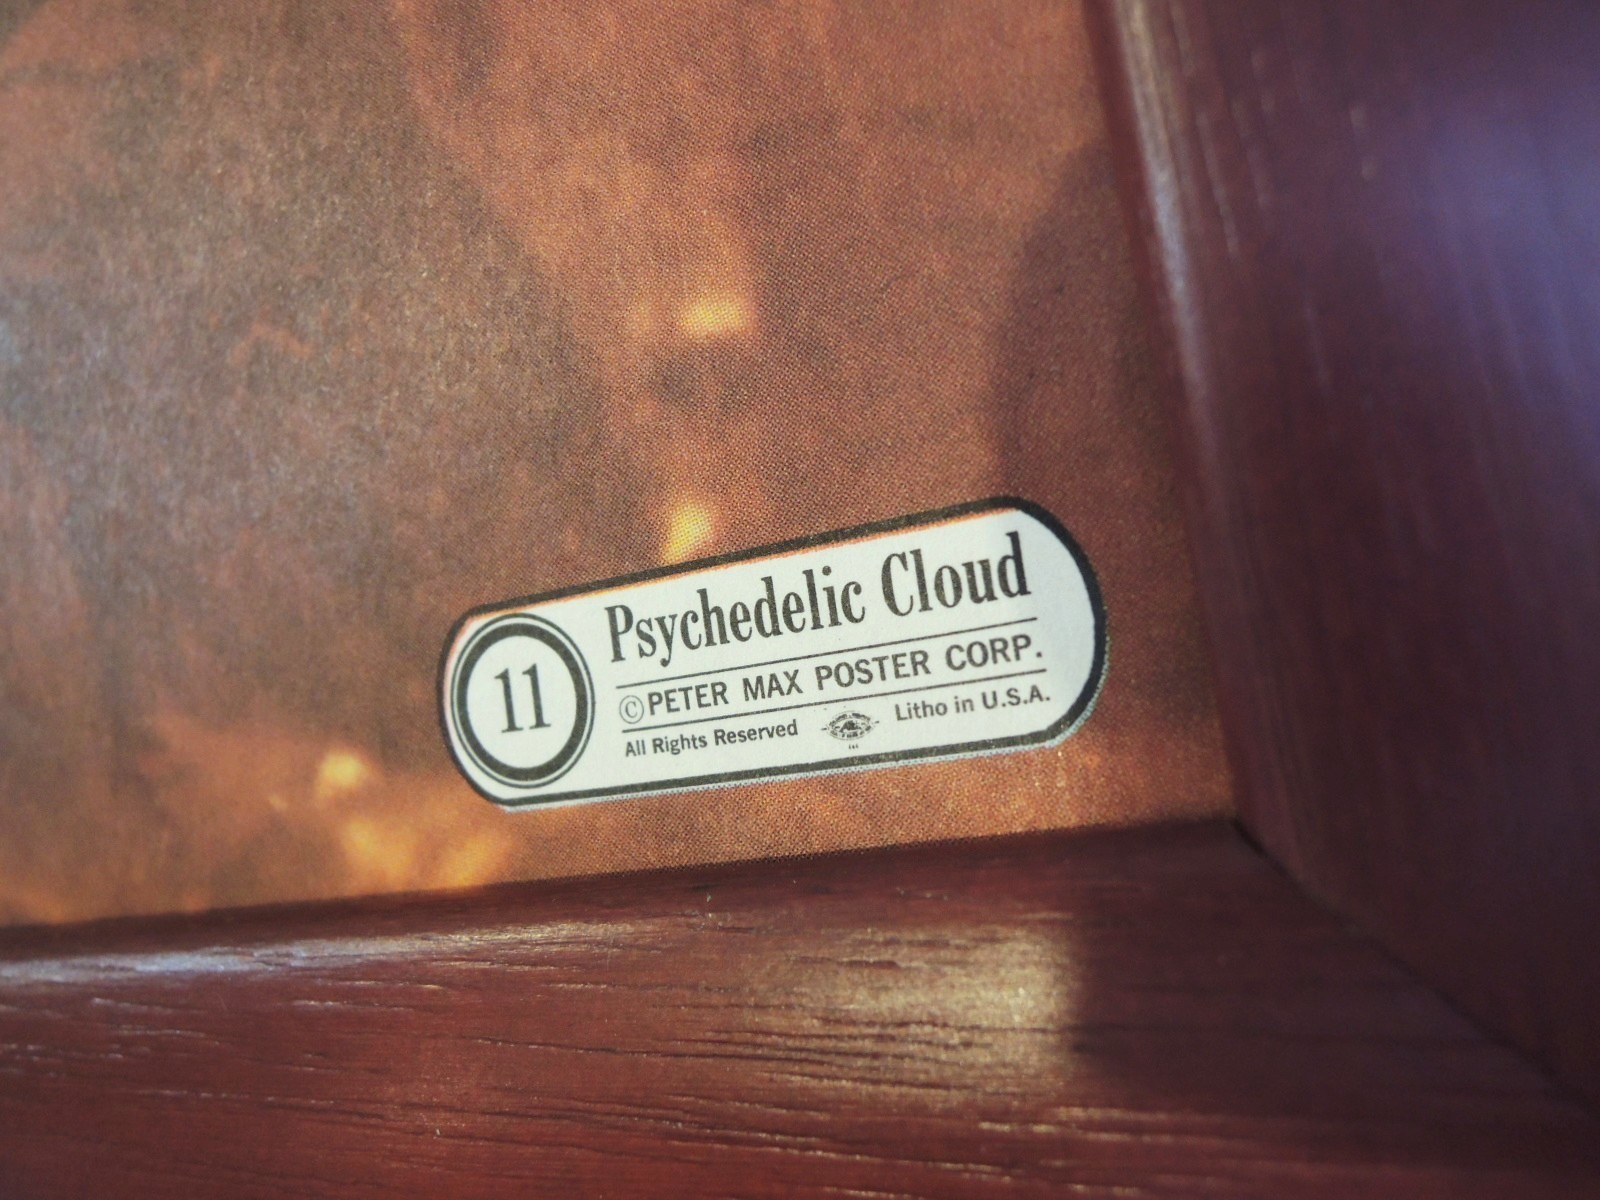 11
Psychedelic Cloud
©PETER MAX POSTER CORP.
All Rights Reserved Litho in U.S.A.